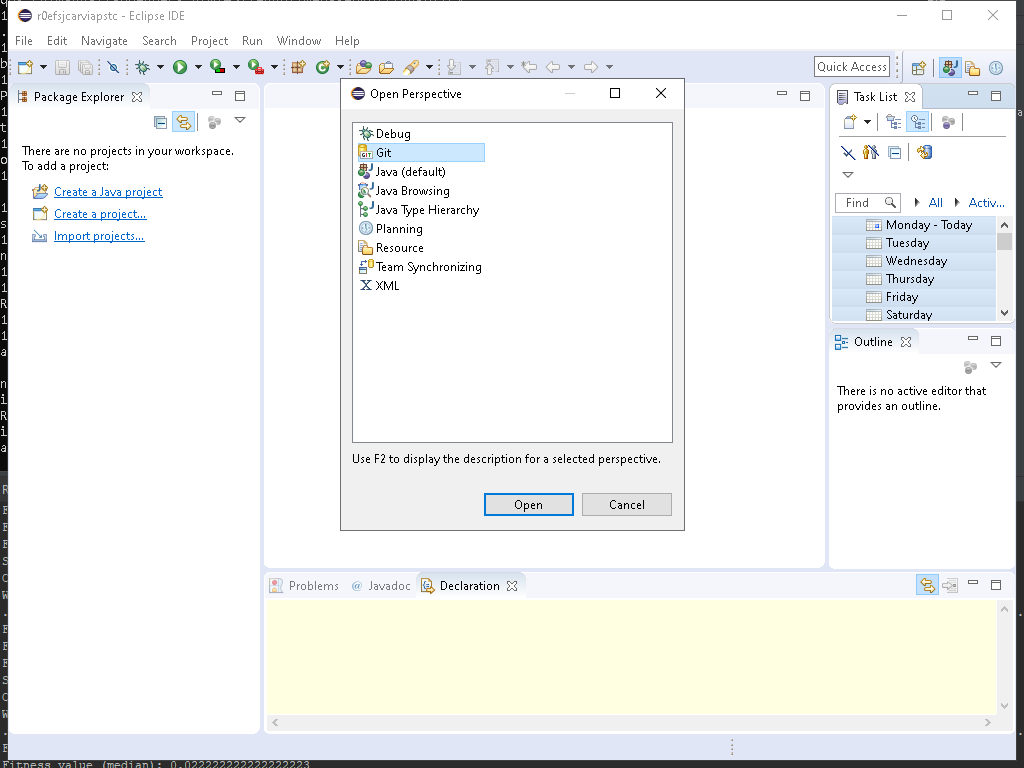 r0efsjcarviapstc - Eclipse IDE
File Edit Navigate Search Project Run Window Help
Quick Access
Package Explorer
There are no projects in your workspace.
To add a project:
Create a Java project
Create a project...
Import projects...
Open Perspective
Debug
GIT Git
Java (default)
Java Browsing
Java Type Hierarchy
Planning
Resource
Team Synchronizing
X XML
Use F2 to display the description for a selected perspective.
Open Cancel
Task List
Find All Activ...
Monday - Today
Tuesday
Wednesday
Thursday
Friday
Saturday
Outline
There is no active editor that
provides an outline.
Problems @ Javadoc Declaration
Fitness value (median): 0.022222222222222223